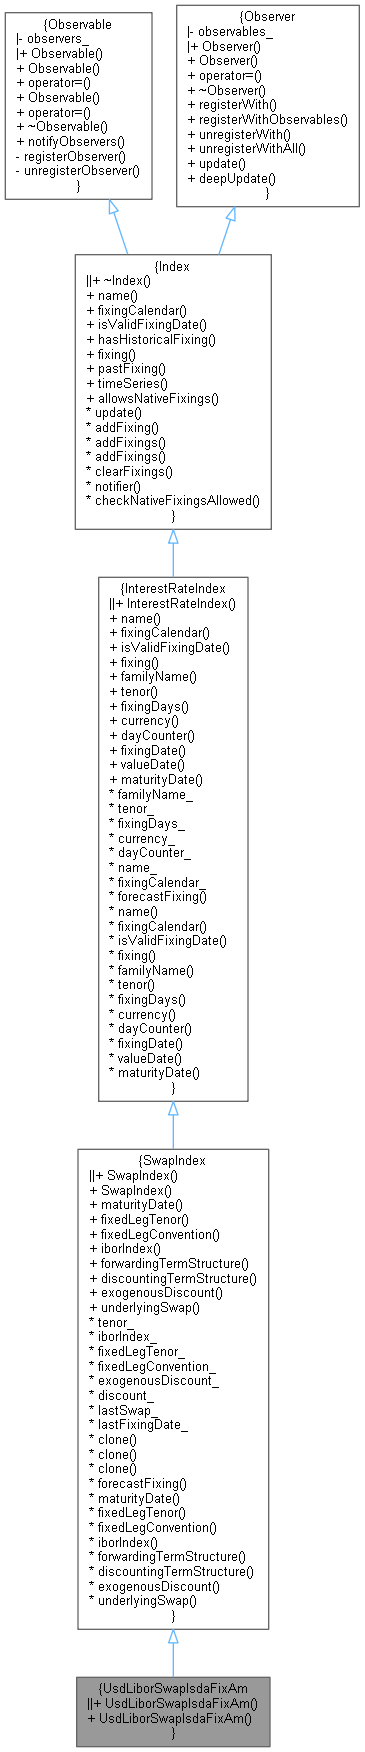 {Observable
|- observers_
|+ Observable()
+ Observable()
+ operator=()
+ Observable()
+ operator=()
+ ~Observable()
+ notifyObservers()
- registerObserver()
- unregisterObserver()
}
{Observer
|- observables_
|+ Observer()
+ Observer()
+ operator=()
+ ~Observer()
+ registerWith()
+ registerWithObservables()
+ unregisterWith()
+ unregisterWithAll()
+ update()
+ deepUpdate()
}
{Index
||+ ~Index()
+ name()
+ fixingCalendar()
+ isValidFixingDate()
+ hasHistoricalFixing()
+ fixing()
+ pastFixing()
+ timeSeries()
+ allowsNativeFixings()
* update()
* addFixing()
* addFixings()
* addFixings()
* clearFixings()
* notifier()
* checkNativeFixingsAllowed()
}
{InterestRateIndex
||+ InterestRateIndex()
+ name()
+ fixingCalendar()
+ isValidFixingDate()
+ fixing()
+ familyName()
+ tenor()
+ fixingDays()
+ currency()
+ dayCounter()
+ fixingDate()
+ valueDate()
+ maturityDate()
* familyName_
* tenor_
* fixingDays_
* currency_
* dayCounter_
* name_
* fixingCalendar_
* forecastFixing()
* name()
* fixingCalendar()
* isValidFixingDate()
* fixing()
* familyName()
* tenor()
* fixingDays()
* currency()
* dayCounter()
* fixingDate()
* valueDate()
* maturityDate()
}
{SwapIndex
||+ SwapIndex()
+ SwapIndex()
+ maturityDate()
+ fixedLegTenor()
+ fixedLegConvention()
+ iborIndex()
+ forwardingTermStructure()
+ discountingTermStructure()
+ exogenousDiscount()
+ underlyingSwap()
* tenor_
* iborIndex_
* fixedLegTenor_
* fixedLegConvention_
* exogenousDiscount_
* discount_
* lastSwap_
* lastFixingDate_
* clone()
* clone()
* clone()
* forecastFixing()
* maturityDate()
* fixedLegTenor()
* fixedLegConvention()
* iborIndex()
* forwardingTermStructure()
* discountingTermStructure()
* exogenousDiscount()
* underlyingSwap()
}
{UsdLiborSwapIsdaFixAm
||+ UsdLiborSwapIsdaFixAm()
+ UsdLiborSwapIsdaFixAm()
}